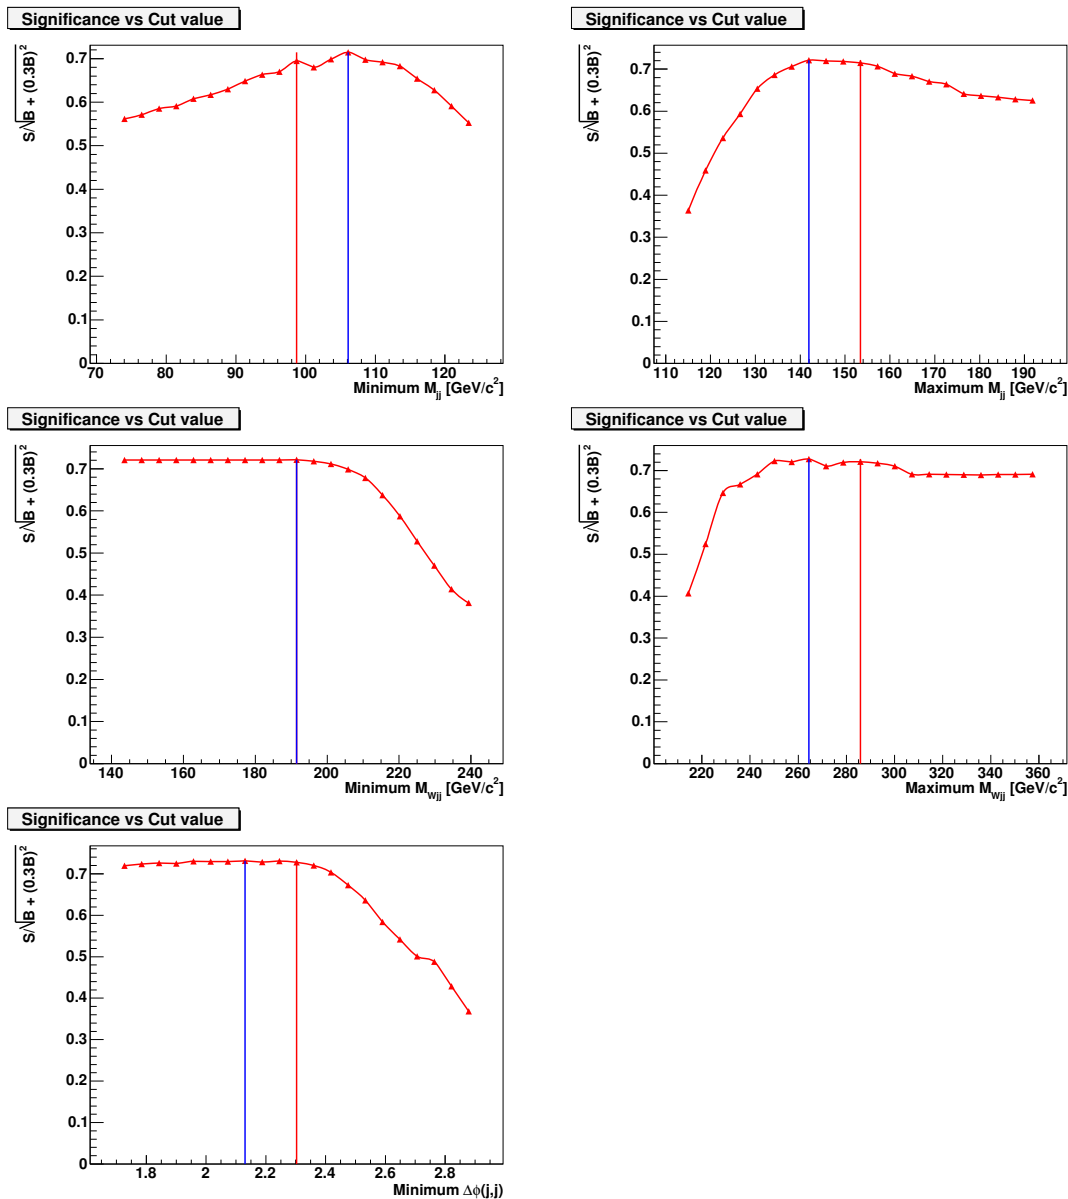 Significance vs Cut value
S/√B + (0.3B)²
0.7
0.6
0.5
0.4
0.3
0.2
0.1
0
70 80 90 100 110 120
Minimum M_jj [GeV/c²]
Significance vs Cut value
S/√B + (0.3B)²
0.7
0.6
0.5
0.4
0.3
0.2
0.1
0
110 120 130 140 150 160 170 180 190
Maximum M_jj [GeV/c²]
Significance vs Cut value
S/√B + (0.3B)²
0.7
0.6
0.5
0.4
0.3
0.2
0.1
0
140 160 180 200 220 240
Minimum M_Wjj [GeV/c²]
Significance vs Cut value
S/√B + (0.3B)²
0.7
0.6
0.5
0.4
0.3
0.2
0.1
0
220 240 260 280 300 320 340 360
Maximum M_Wjj [GeV/c²]
Significance vs Cut value
S/√B + (0.3B)²
0.7
0.6
0.5
0.4
0.3
0.2
0.1
0
1.8 2 2.2 2.4 2.6 2.8
Minimum Δϕ(j,j)